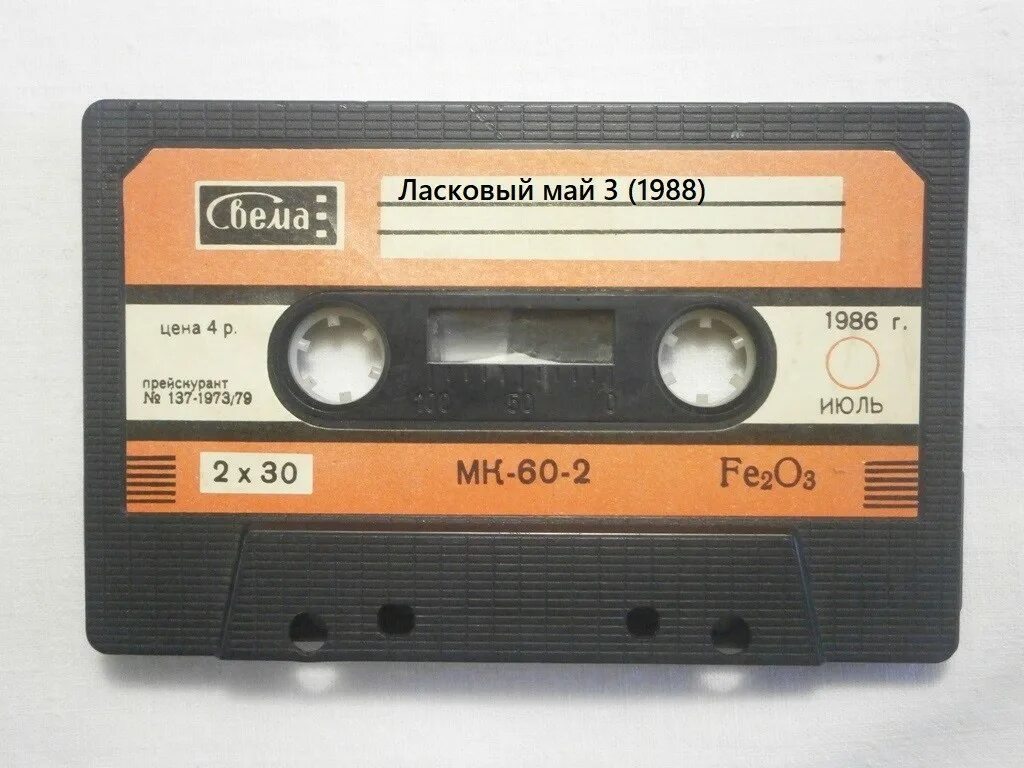 Свема
Ласковый май 3 (1988)
цена 4 р.
прейскурант
№ 137-1973/79
100 50 0
1986 г.
ИЮЛЬ
2 x 30
МК-60-2
Fe₂O₃